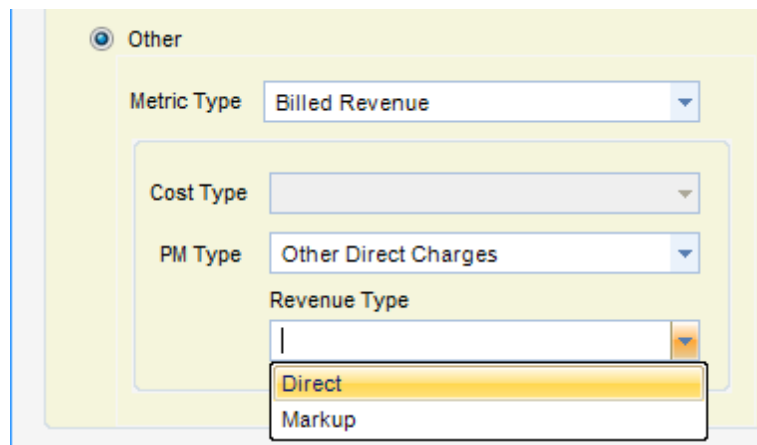 Other
Metric Type Billed Revenue
Cost Type
PM Type Other Direct Charges
Revenue Type
Direct
Markup